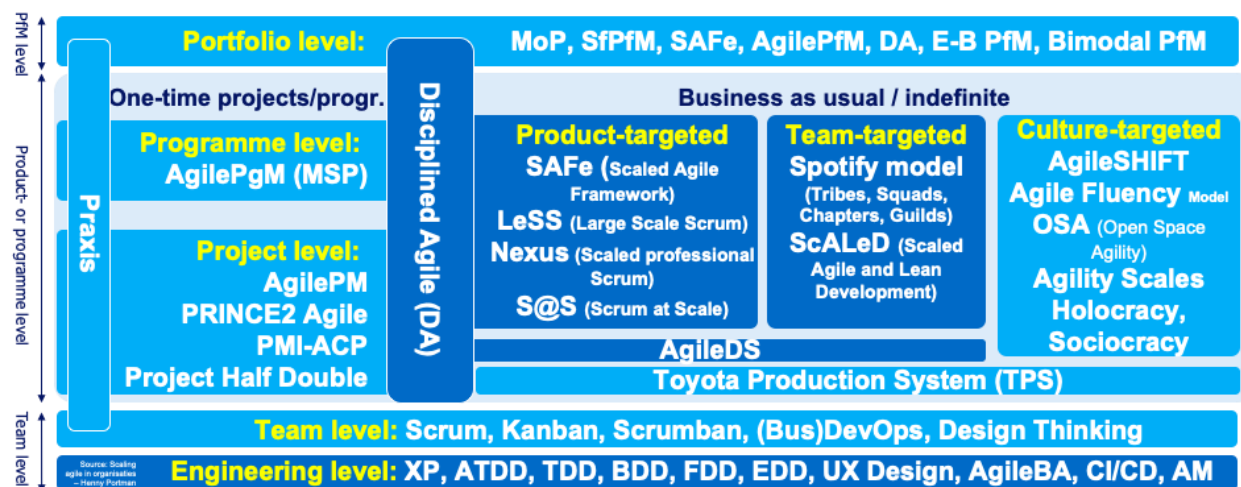 PfM level
Portfolio level:
MoP, SfPfM, SAFe, AgilePfM, DA, E-B PfM, Bimodal PfM
Product- or programme level
Praxis
One-time projects/progr.
Programme level:
AgilePgM (MSP)
Project level:
AgilePM
PRINCE2 Agile
PMI-ACP
Project Half Double
Disciplined Agile (DA)
Business as usual / indefinite
Product-targeted
SAFe (Scaled Agile
Framework)
LeSS (Large Scale Scrum)
Nexus (Scaled professional
Scrum)
S@S (Scrum at Scale)
Team-targeted
Spotify model
(Tribes, Squads,
Chapters, Guilds)
ScALeD (Scaled
Agile and Lean
Development)
Culture-targeted
AgileSHIFT
Agile Fluency Model
OSA (Open Space
Agility)
Agility Scales
Holocracy,
Sociocracy
AgileDS
Toyota Production System (TPS)
Team level
Team level: Scrum, Kanban, Scrumban, (Bus)DevOps, Design Thinking
Source: Scaling
agile in organisaties
– Henny Portman
Engineering level: XP, ATDD, TDD, BDD, FDD, EDD, UX Design, AgileBA, CI/CD, AM